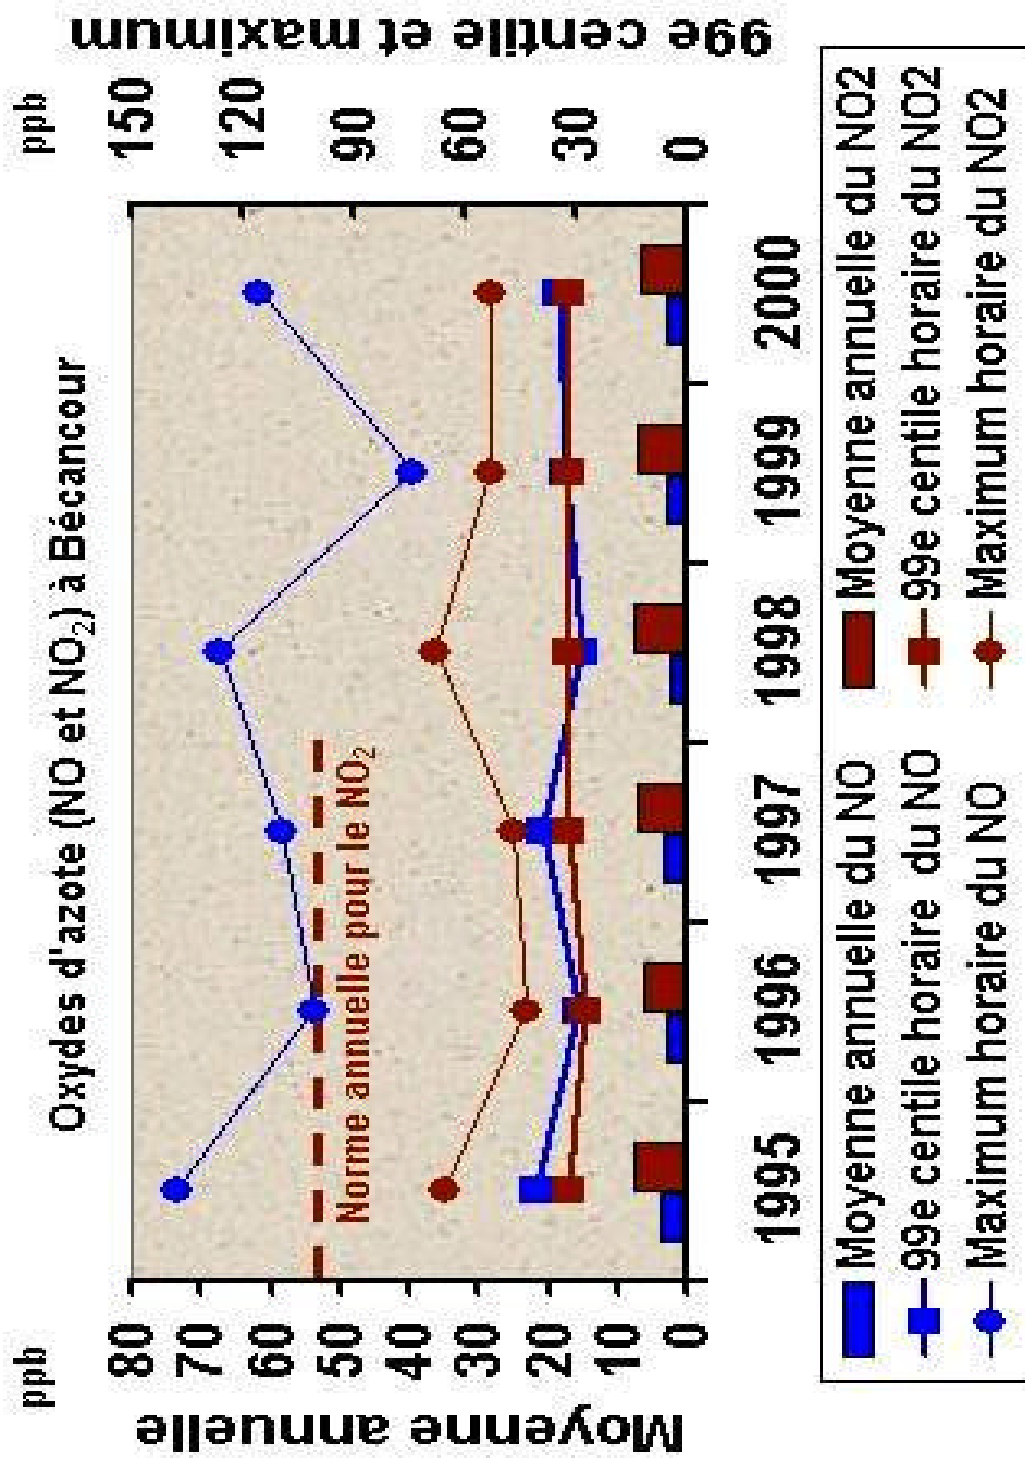 Oxydes d'azote (NO et NO₂) à Bécancour
ppb
ppb
Moyenne annuelle
80
70
60
50
40
30
20
10
0
99e centile et maximum
150
120
90
60
30
0
Norme annuelle pour le NO₂
1995 1996 1997 1998 1999 2000
Moyenne annuelle du NO Moyenne annuelle du NO2
99e centile horaire du NO 99e centile horaire du NO2
Maximum horaire du NO Maximum horaire du NO2